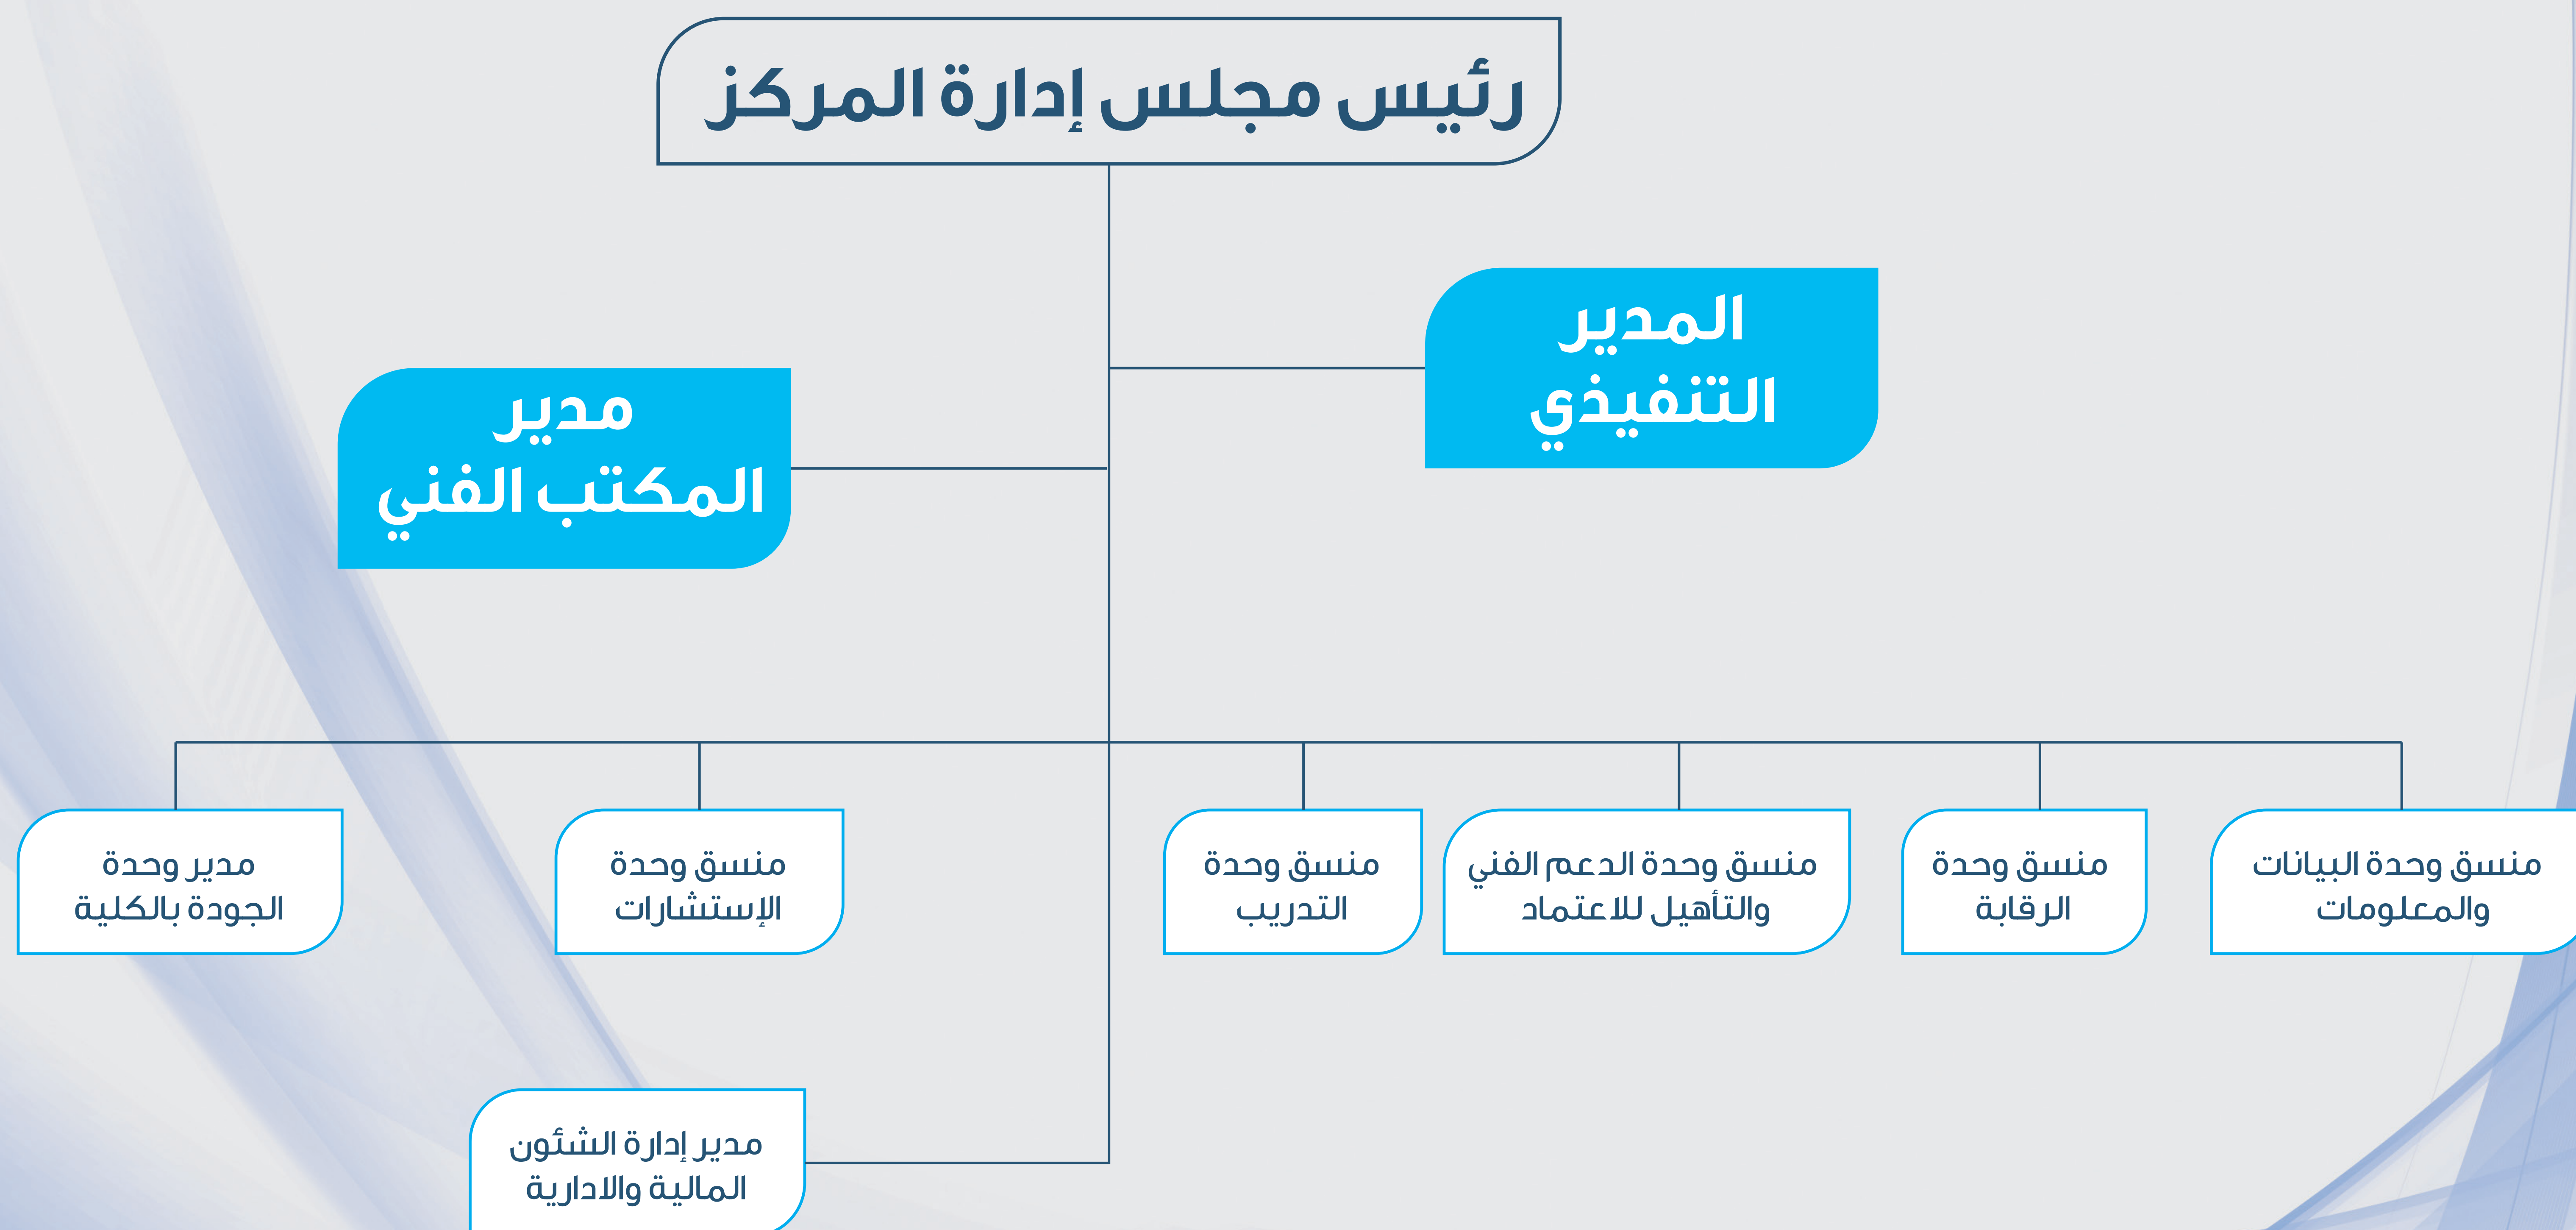 رئيس مجلس إدارة المركز
المدير
التنفيذي
مدير
المكتب الفني
منسق وحدة البيانات
والمعلومات
منسق وحدة
الرقابة
منسق وحدة الدعم الفني
والتأهيل للاعتماد
منسق وحدة
التدريب
منسق وحدة
الإستشارات
مدير وحدة
الجودة بالكلية
مدير إدارة الشئون
المالية والادارية